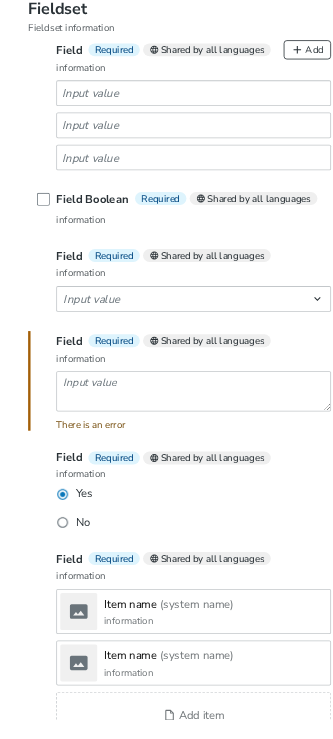 Fieldset
Fieldset information
Field Required Shared by all languages + Add
information
Input value
Input value
Input value
Field Boolean Required Shared by all languages
information
Field Required Shared by all languages
information
Input value
Field Required Shared by all languages
information
Input value
There is an error
Field Required Shared by all languages
information
Yes
No
Field Required Shared by all languages
information
Item name (system name)
information
Item name (system name)
information
Add item